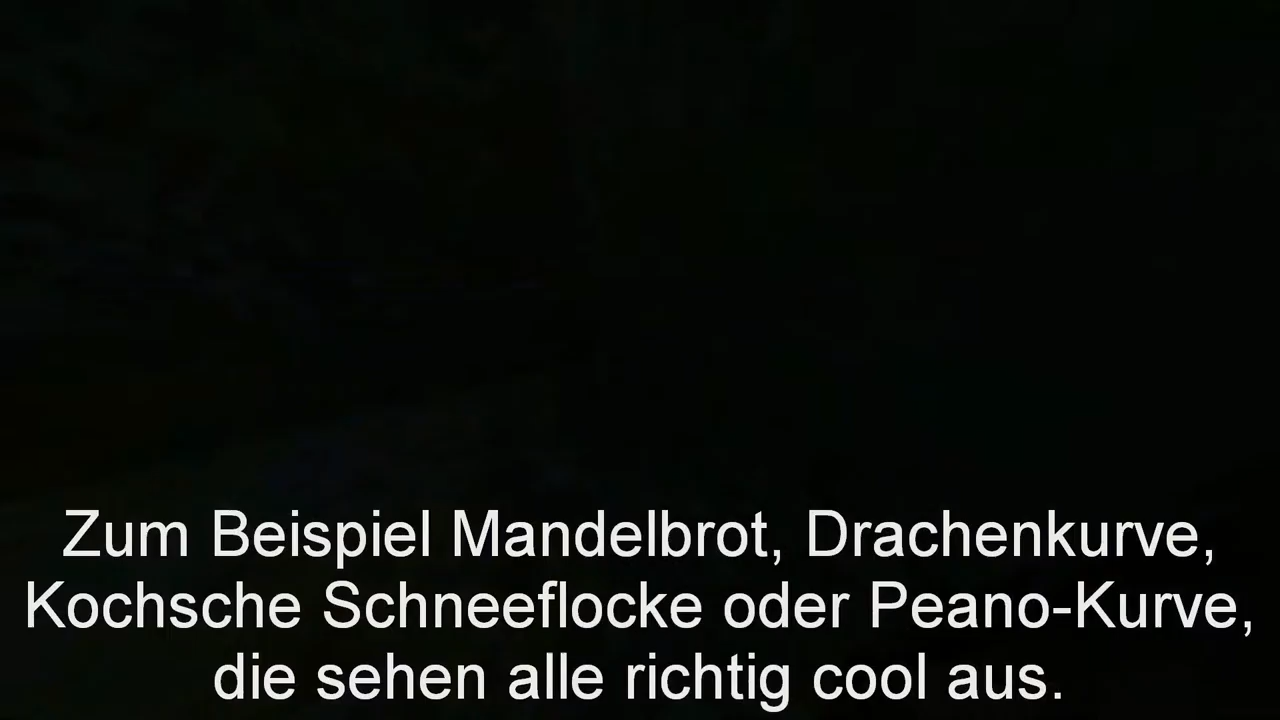 Zum Beispiel Mandelbrot, Drachenkurve,
Kochsche Schneeflocke oder Peano-Kurve,
die sehen alle richtig cool aus.